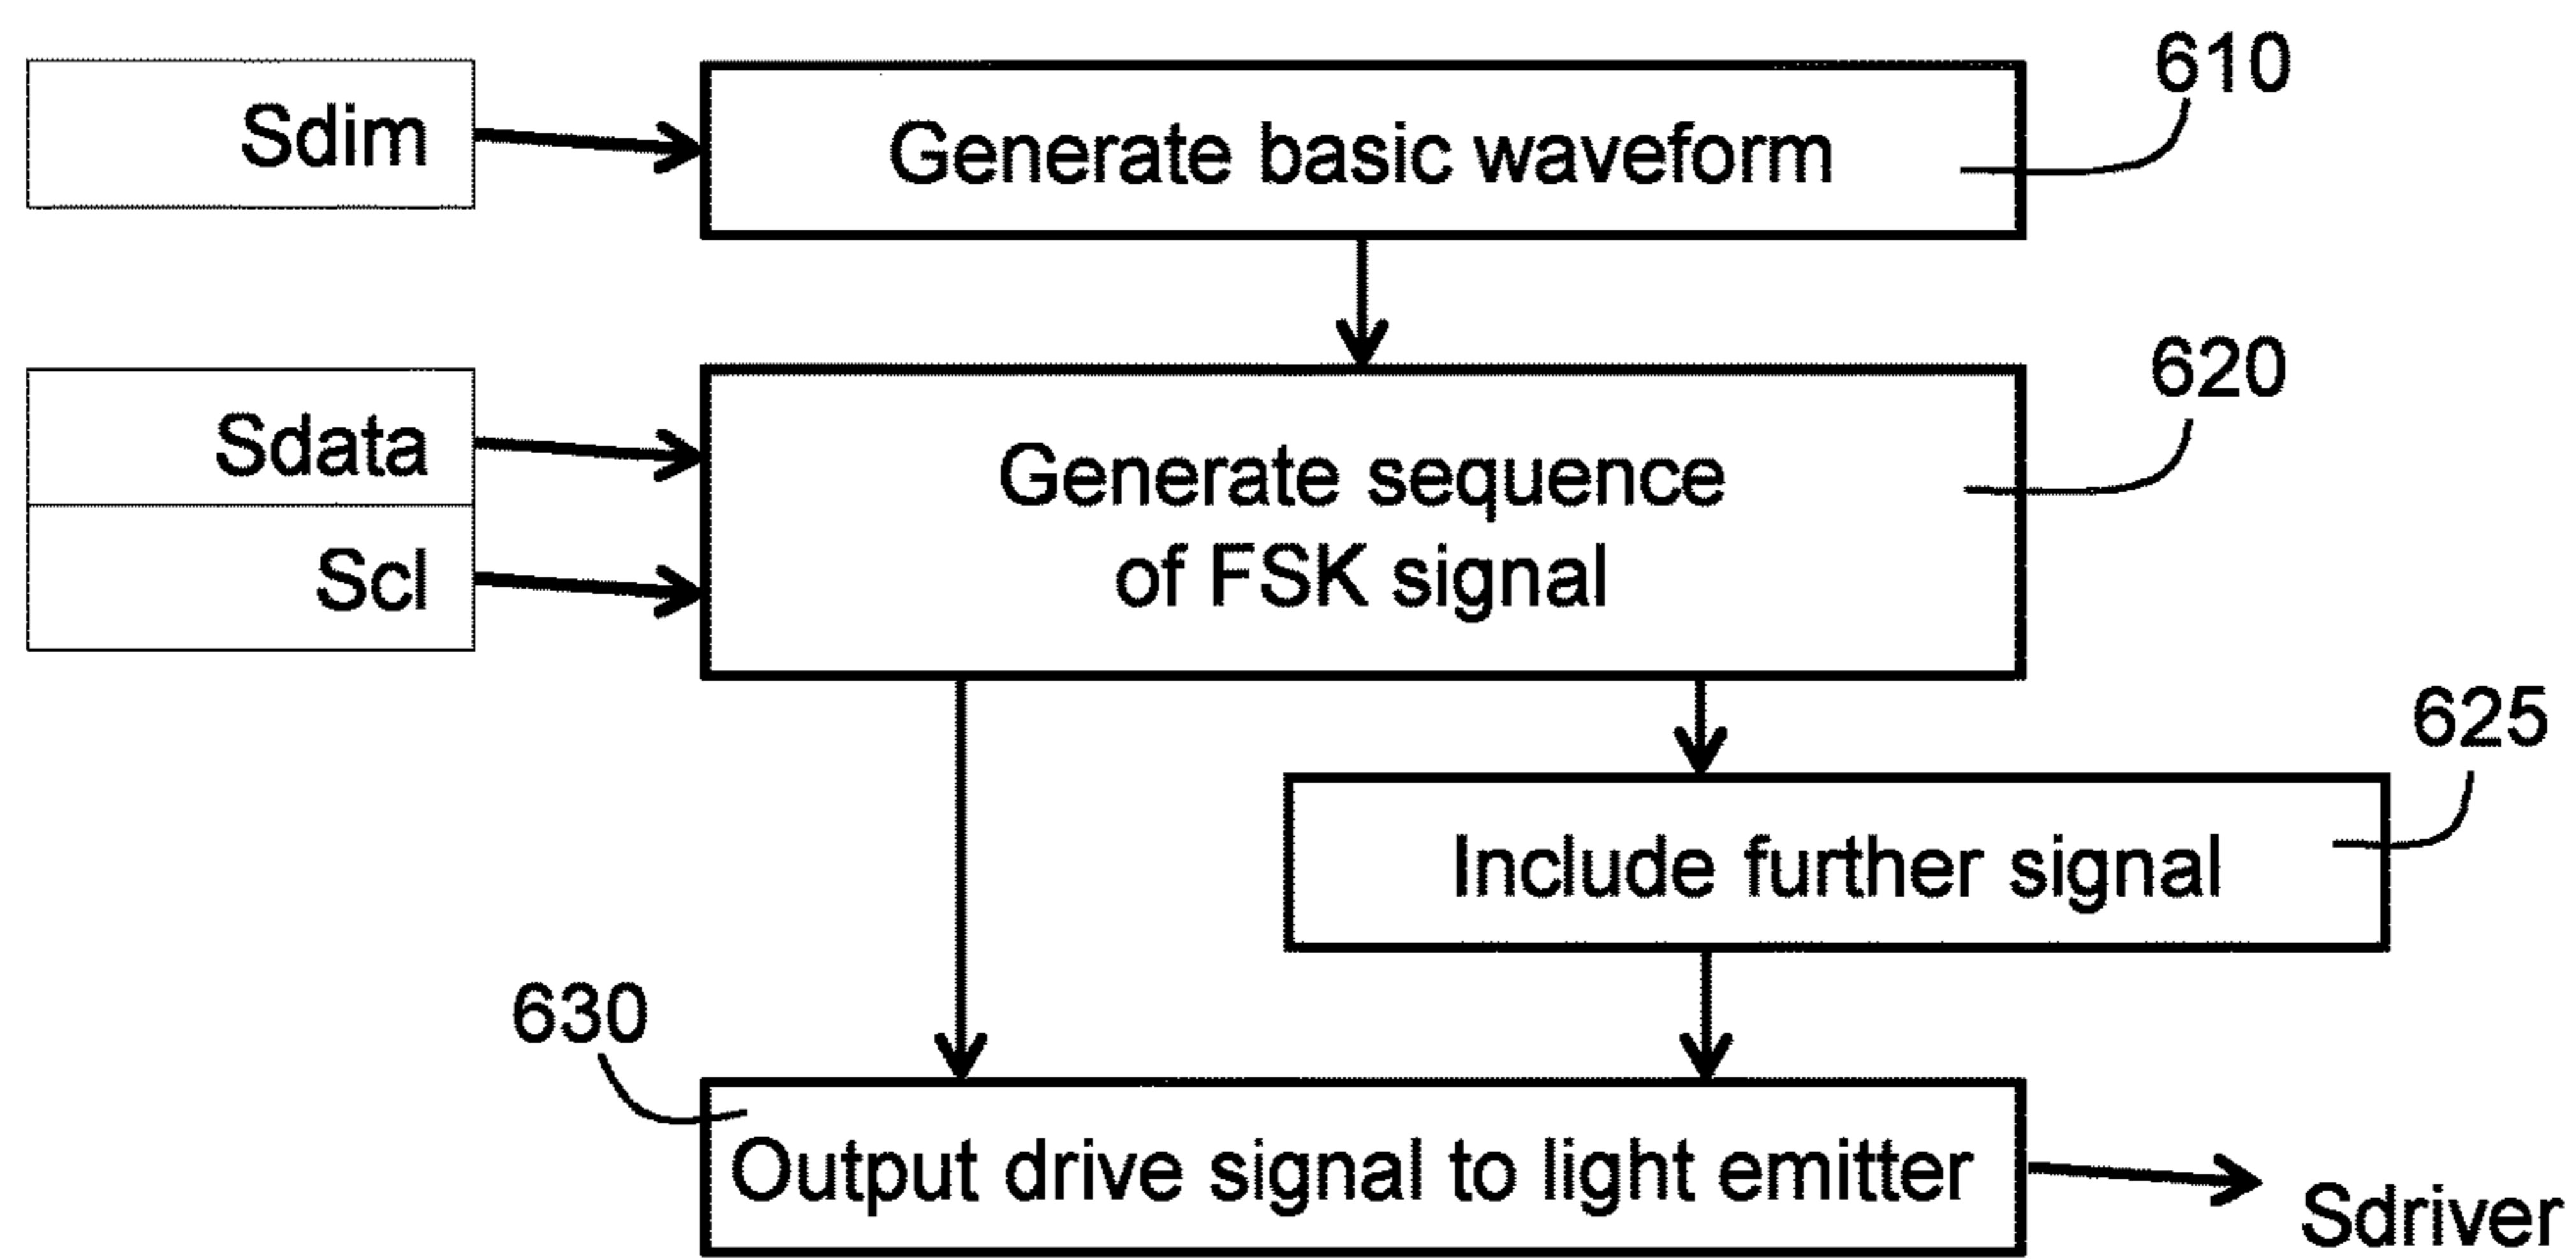 610
Sdim
Generate basic waveform
620
Sdata
Generate sequence
Scl
of FSK signal
625
Include further signal
630
Output drive signal to light emitter
Sdriver